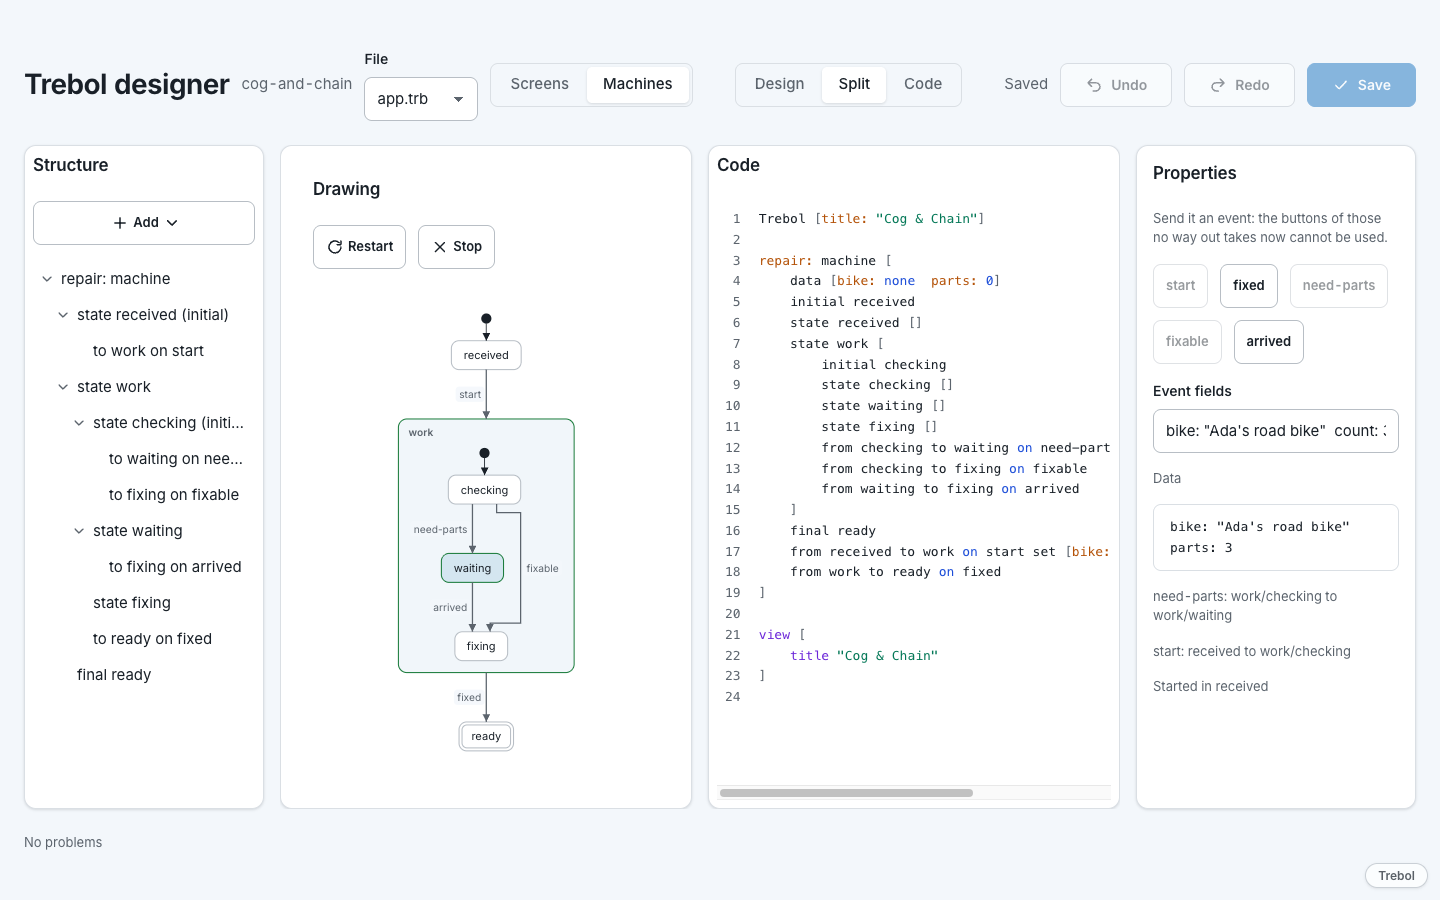 Trebol designer
cog-and-chain
File
app.trb
Screens
Machines
Design
Split
Code
Saved
Undo
Redo
Save
Structure
Add
repair: machine
state received (initial)
to work on start
state work
state checking (initi...
to waiting on nee...
to fixing on fixable
state waiting
to fixing on arrived
state fixing
to ready on fixed
final ready
Drawing
Restart
Stop
received
start
work
checking
need-parts
waiting
fixable
arrived
fixing
fixed
ready
Code
1 Trebol [title: "Cog & Chain"]
2
3 repair: machine [
4 data [bike: none  parts: 0]
5 initial received
6 state received []
7 state work [
8 initial checking
9 state checking []
10 state waiting []
11 state fixing []
12 from checking to waiting on need-part
13 from checking to fixing on fixable
14 from waiting to fixing on arrived
15 ]
16 final ready
17 from received to work on start set [bike:
18 from work to ready on fixed
19 ]
20
21 view [
22 title "Cog & Chain"
23 ]
24
Properties
Send it an event: the buttons of those
no way out takes now cannot be used.
start
fixed
need-parts
fixable
arrived
Event fields
bike: "Ada's road bike"  count:
Data
bike: "Ada's road bike"
parts: 3
need-parts: work/checking to
work/waiting
start: received to work/checking
Started in received
No problems
Trebol